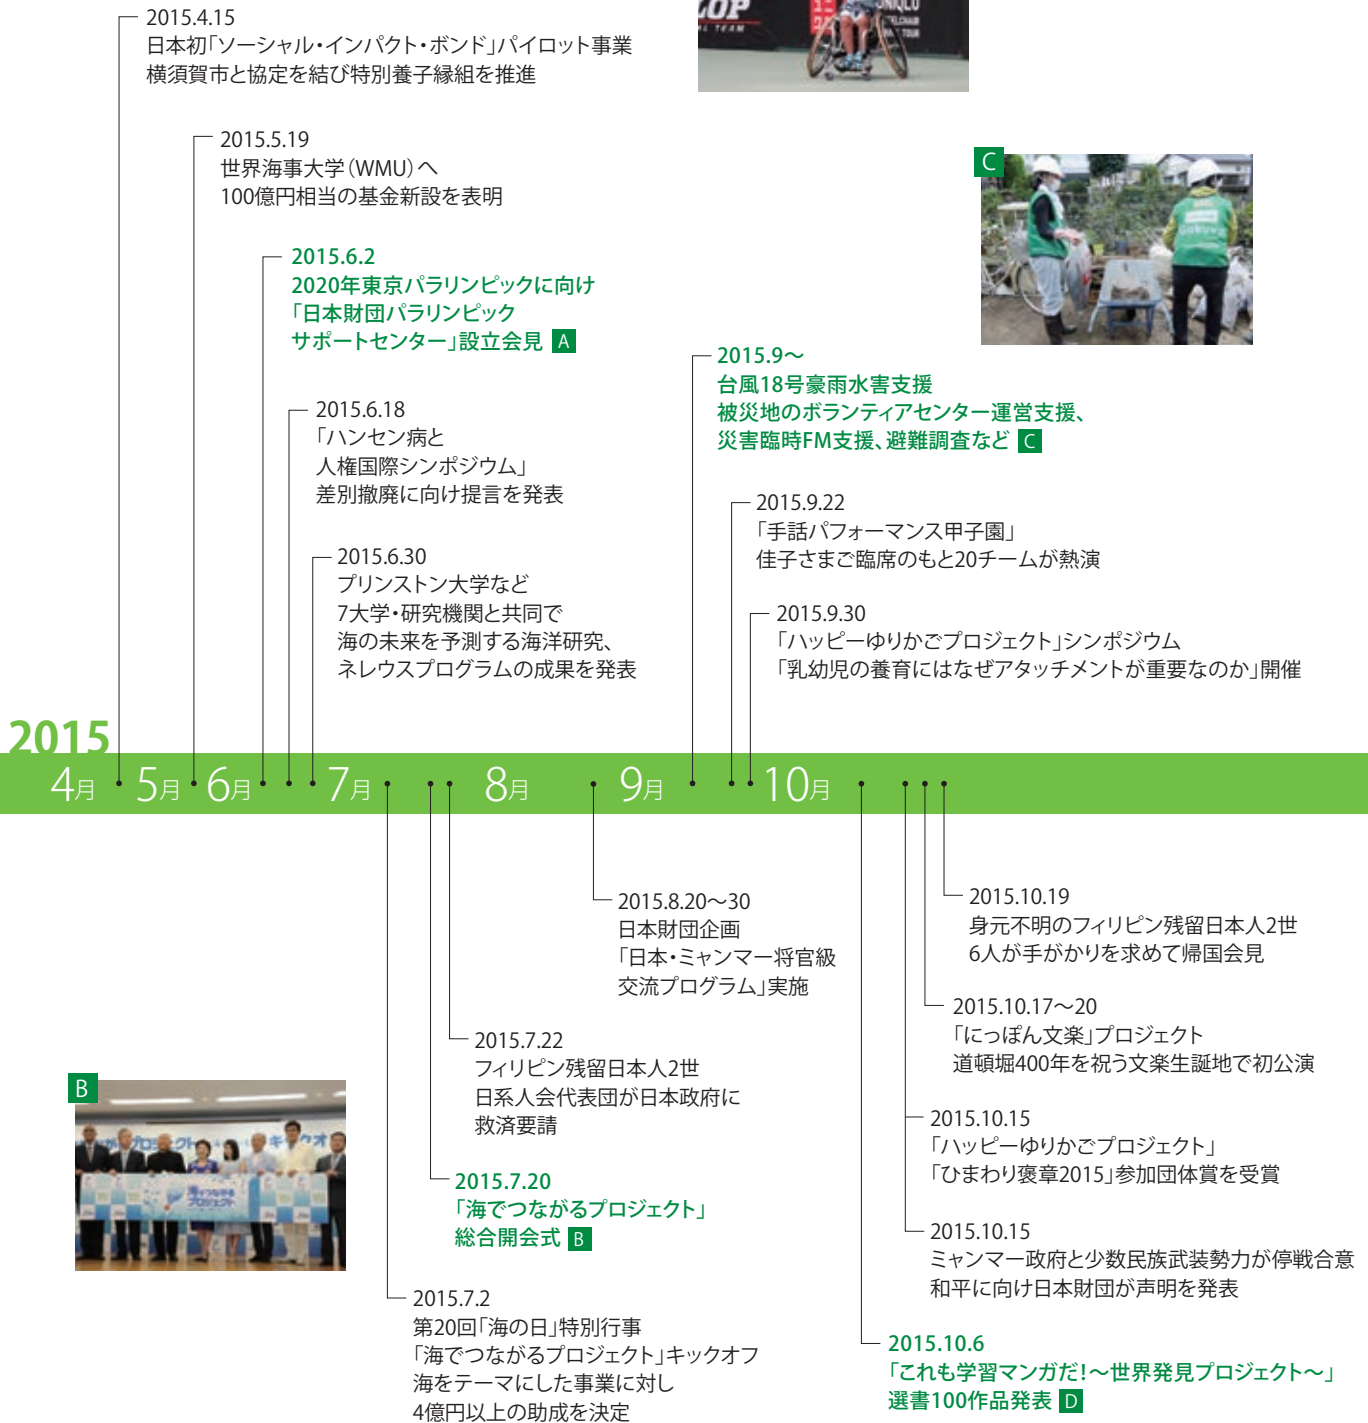 2015.4.15
日本初「ソーシャル・インパクト・ボンド」パイロット事業
横須賀市と協定を結び特別養子縁組を推進
LOP
AL TEAM
UNIQLO
TOUR
2015.5.19
世界海事大学（WMU）へ
100億円相当の基金新設を表明
C
2015.6.2
2020年東京パラリンピックに向け
「日本財団パラリンピック
サポートセンター」設立会見 A
2015.9〜
台風18号豪雨水害支援
被災地のボランティアセンター運営支援、
災害臨時FM支援、避難調査など C
2015.6.18
「ハンセン病と
人権国際シンポジウム」
差別撤廃に向け提言を発表
2015.9.22
「手話パフォーマンス甲子園」
佳子さまご臨席のもと20チームが熱演
2015.6.30
プリンストン大学など
7大学・研究機関と共同で
海の未来を予測する海洋研究、
ネレウスプログラムの成果を発表
2015.9.30
「ハッピーゆりかごプロジェクト」シンポジウム
「乳幼児の養育にはなぜアタッチメントが重要なのか」開催
2015
4月 5月 6月 7月 8月 9月 10月
2015.8.20〜30
日本財団企画
「日本・ミャンマー将官級
交流プログラム」実施
2015.10.19
身元不明のフィリピン残留日本人2世
6人が手がかりを求めて帰国会見
2015.10.17〜20
「にっぽん文楽」プロジェクト
道頓堀400年を祝う文楽生誕地で初公演
2015.7.22
フィリピン残留日本人2世
日系人会代表団が日本政府に
救済要請
B
プロジェクト キックオフ
海でつながる
プロジェクト
2015.10.15
「ハッピーゆりかごプロジェクト」
「ひまわり褒章2015」参加団体賞を受賞
2015.7.20
「海でつながるプロジェクト」
総合開会式 B
2015.10.15
ミャンマー政府と少数民族武装勢力が停戦合意
和平に向け日本財団が声明を発表
2015.7.2
第20回「海の日」特別行事
「海でつながるプロジェクト」キックオフ
海をテーマにした事業に対し
4億円以上の助成を決定
2015.10.6
「これも学習マンガだ！〜世界発見プロジェクト〜」
選書100作品発表 D